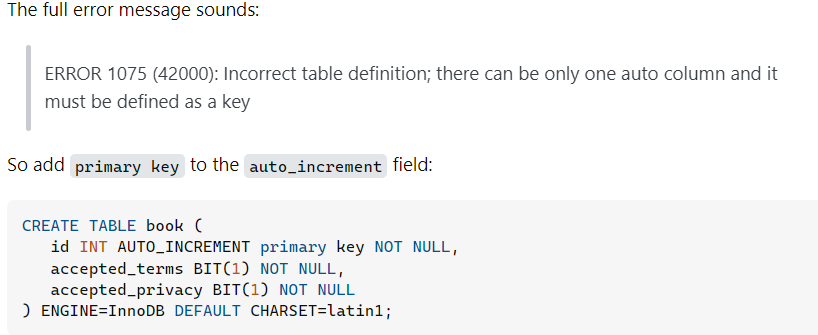 The full error message sounds:
ERROR 1075 (42000): Incorrect table definition; there can be only one auto column and it
must be defined as a key
So add primary key to the auto_increment field:
CREATE TABLE book (
   id INT AUTO_INCREMENT primary key NOT NULL,
   accepted_terms BIT(1) NOT NULL,
   accepted_privacy BIT(1) NOT NULL
) ENGINE=InnoDB DEFAULT CHARSET=latin1;